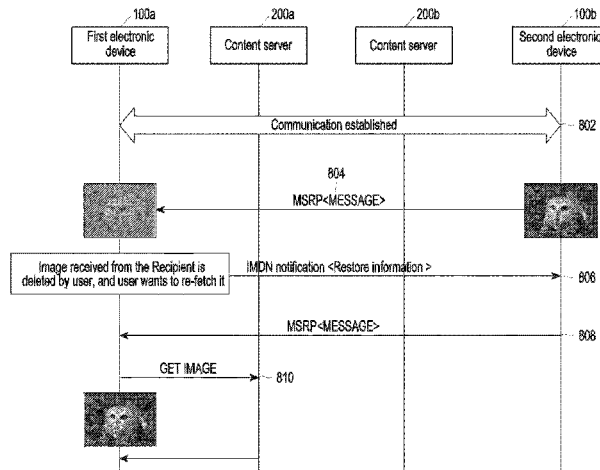 100a
200a
200b
100b
First electronic
device
Content server
Content server
Second electronic
device
Communication established
802
804
MSRP<MESSAGE>
Image received from the Recipient is
deleted by user, and user wants to re-fetch it
IMDN notification <Restore information >
806
MSRP<MESSAGE>
808
GET IMAGE
810